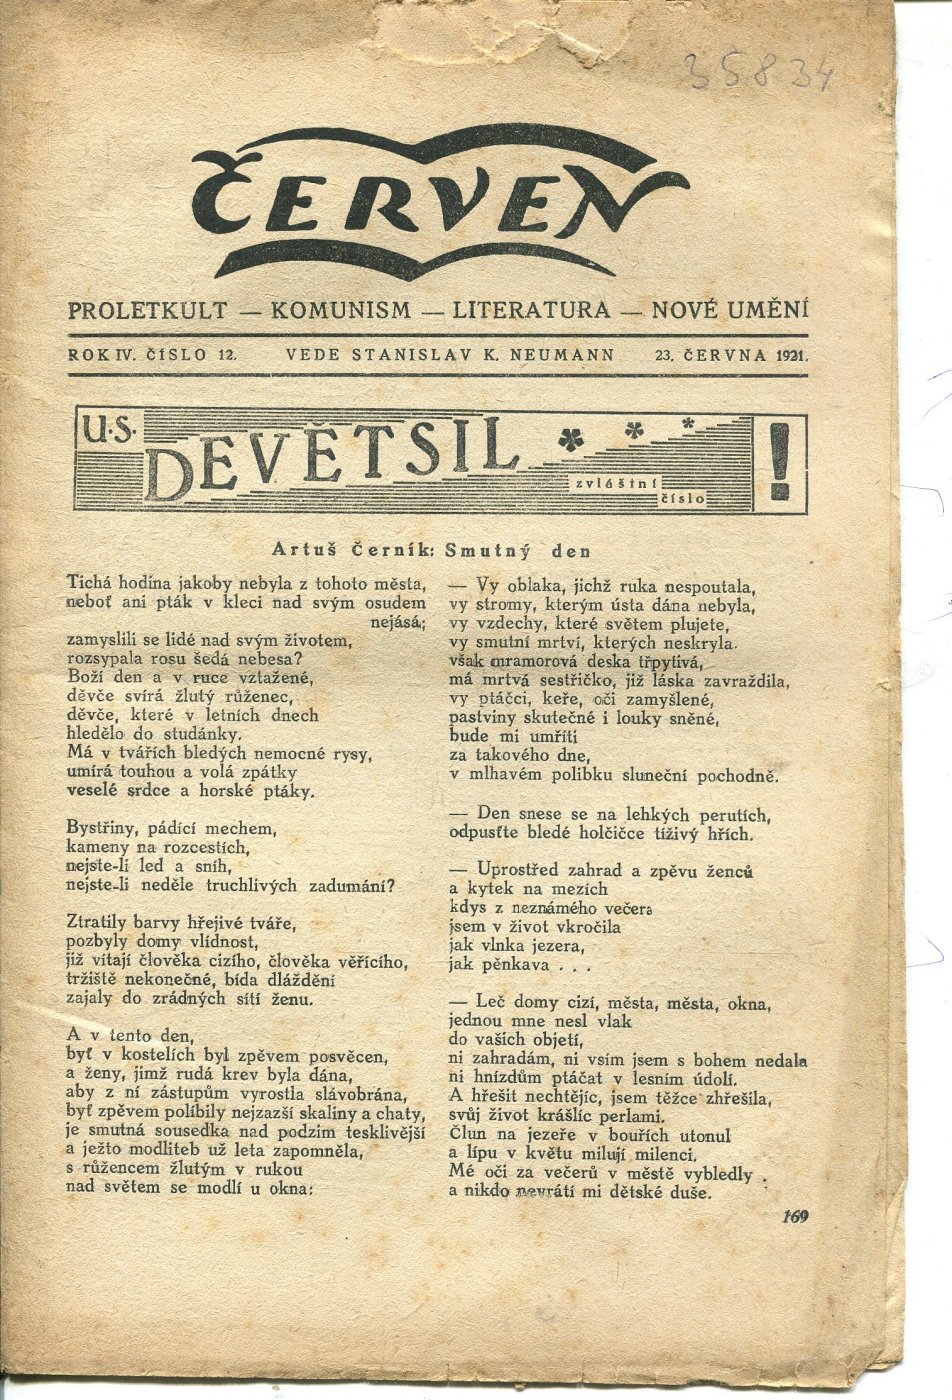 35834
ČERVEN
PROLETKULT — KOMUNISM — LITERATURA — NOVÉ UMĚNÍ
ROK IV. ČÍSLO 12. VEDE STANISLAV K. NEUMANN 23. ČERVNA 1921.
U.S.
DEVĚTSIL * * * !
zvláštní
číslo
Artuš Černík: Smutný den
Tichá hodína jakoby nebyla z tohoto města,
neboť ani pták v kleci nad svým osudem
nejásá;
zamyslili se lidé nad svým životem,
rozsypala rosu šedá nebesa?
Boží den a v ruce vztažené,
děvče svírá žlutý růženec,
děvče, které v letních dnech
hledělo do studánky.
Má v tvářích bledých nemocné rysy,
umírá touhou a volá zpátky
veselé srdce a horské ptáky.
Bystřiny, pádící mechem,
kameny na rozcestích,
nejste-li led a sníh,
nejste-li neděle truchlivých zadumání?
Ztratily barvy hřejivé tváře,
pozbyly domy vlídnost,
již vítají člověka cizího, člověka věřícího,
tržiště nekonečné, bída dláždění
zajaly do zrádných sítí ženu.
A v tento den,
byť v kostelích byl zpěvem posvěcen,
a ženy, jimž rudá krev byla dána,
aby z ní zástupům vyrostla slávobrána,
byť zpěvem políbily nejzazší skaliny a chaty,
je smutná sousedka nad podzim tesklivější
a ježto modliteb už leta zapomněla,
s růžencem žlutým v rukou
nad světem se modlí u okna:
— Vy oblaka, jichž ruka nespoutala,
vy stromy, kterým ústa dána nebyla,
vy vzdechy, které světem plujete,
vy smutní mrtví, kterých neskryla
však mramorová deska třpytivá,
má mrtvá sestřičko, již láska zavraždila,
vy ptáčci, keře, oči zamyšlené,
pastviny skutečné i louky sněné,
bude mi umříti
za takového dne,
v mlhavém polibku sluneční pochodně.
— Den snese se na lehkých perutích,
odpusťte bledé holčičce tíživý hřích.
— Uprostřed zahrad a zpěvu ženců
a kytek na mezích
kdys z neznámého večera
jsem v život vkročila
jak vlnka jezera,
jak pěnkava . . .
— Leč domy cizí, města, města, okna,
jednou mne nesl vlak
do vašich objetí,
ni zahradám, ni vsím jsem s bohem nedala
ni hnízdům ptáčat v lesním údolí.
A hřešit nechtějíc, jsem těžce zhřešila,
svůj život krášlíc perlami.
Člun na jezeře v bouřích utonul
a lípu v květu milují milenci.
Mé oči za večerů v městě vybledly
a nikdo nevrátí mi dětské duše.
169